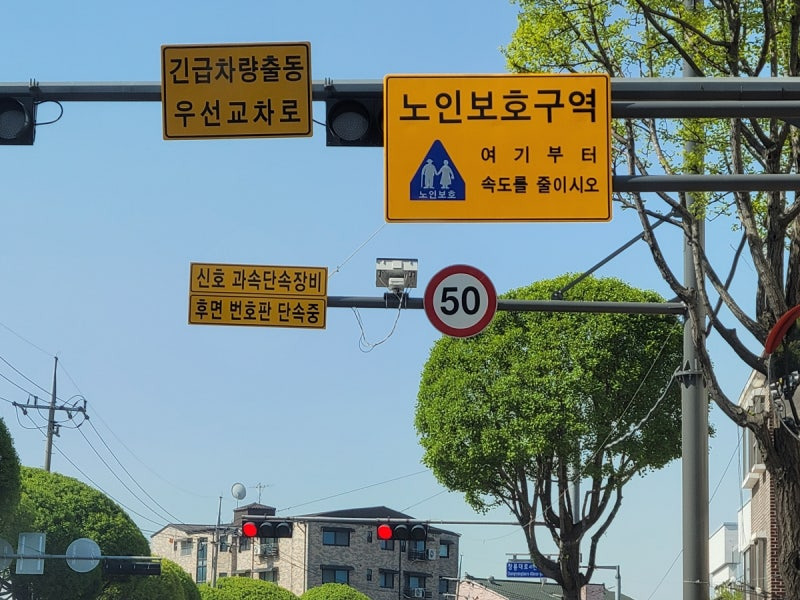 긴급차량출동
우선교차로
노인보호구역
여기부터
속도를 줄이시오
노인보호
신호 과속단속장비
후면 번호판 단속중
50